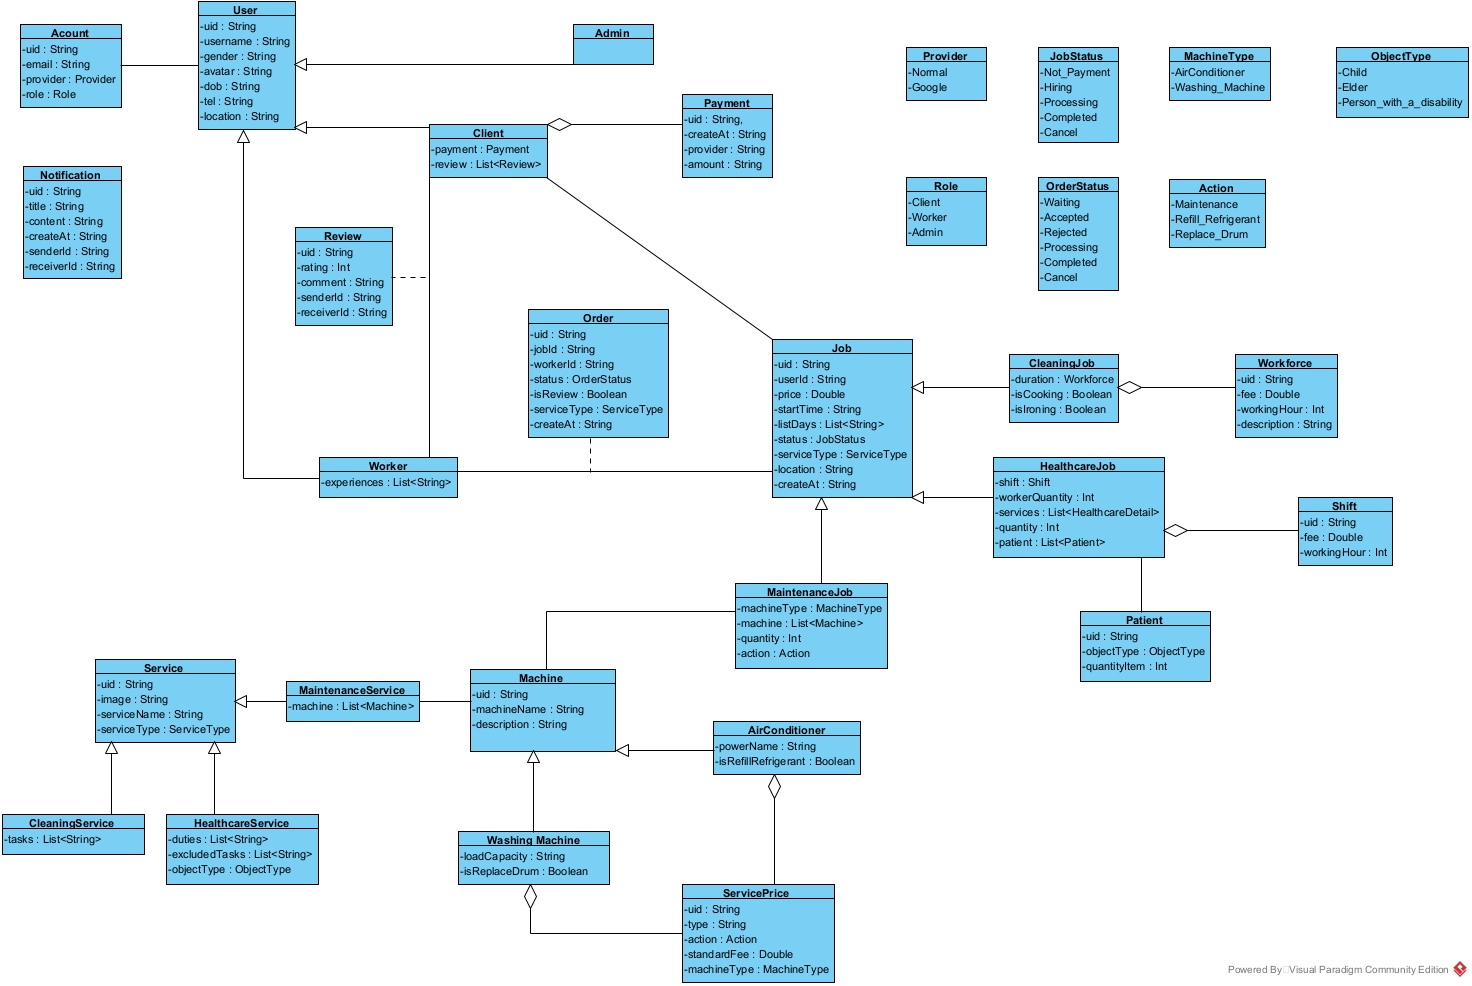 User
-uid : String
-username : String
-gender : String
-avatar : String
-dob : String
-tel : String
-location : String
Acount
-uid : String
-email : String
-provider : Provider
-role : Role
Admin
Provider
-Normal
-Google
JobStatus
-Not_Payment
-Hiring
-Processing
-Completed
-Cancel
MachineType
-AirConditioner
-Washing_Machine
ObjectType
-Child
-Elder
-Person_with_a_disability
Payment
-uid : String,
-createAt : String
-provider : String
-amount : String
Client
-payment : Payment
-review : List<Review>
Notification
-uid : String
-title : String
-content : String
-createAt : String
-senderId : String
-receiverId : String
Role
-Client
-Worker
-Admin
OrderStatus
-Waiting
-Accepted
-Rejected
-Processing
-Completed
-Cancel
Action
-Maintenance
-Refill_Refrigerant
-Replace_Drum
Review
-uid : String
-rating : Int
-comment : String
-senderId : String
-receiverId : String
Order
-uid : String
-jobId : String
-workerId : String
-status : OrderStatus
-isReview : Boolean
-serviceType : ServiceType
-createAt : String
Job
-uid : String
-userId : String
-price : Double
-startTime : String
-listDays : List<String>
-status : JobStatus
-serviceType : ServiceType
-location : String
-createAt : String
CleaningJob
-duration : Workforce
-isCooking : Boolean
-isIroning : Boolean
Workforce
-uid : String
-fee : Double
-workingHour : Int
-description : String
Worker
-experiences : List<String>
HealthcareJob
-shift : Shift
-workerQuantity : Int
-services : List<HealthcareDetail>
-quantity : Int
-patient : List<Patient>
Shift
-uid : String
-fee : Double
-workingHour : Int
MaintenanceJob
-machineType : MachineType
-machine : List<Machine>
-quantity : Int
-action : Action
Patient
-uid : String
-objectType : ObjectType
-quantityItem : Int
Service
-uid : String
-image : String
-serviceName : String
-serviceType : ServiceType
MaintenanceService
-machine : List<Machine>
Machine
-uid : String
-machineName : String
-description : String
AirConditioner
-powerName : String
-isRefillRefrigerant : Boolean
CleaningService
-tasks : List<String>
HealthcareService
-duties : List<String>
-excludedTasks : List<String>
-objectType : ObjectType
Washing Machine
-loadCapacity : String
-isReplaceDrum : Boolean
ServicePrice
-uid : String
-type : String
-action : Action
-standardFee : Double
-machineType : MachineType
Powered By Visual Paradigm Community Edition